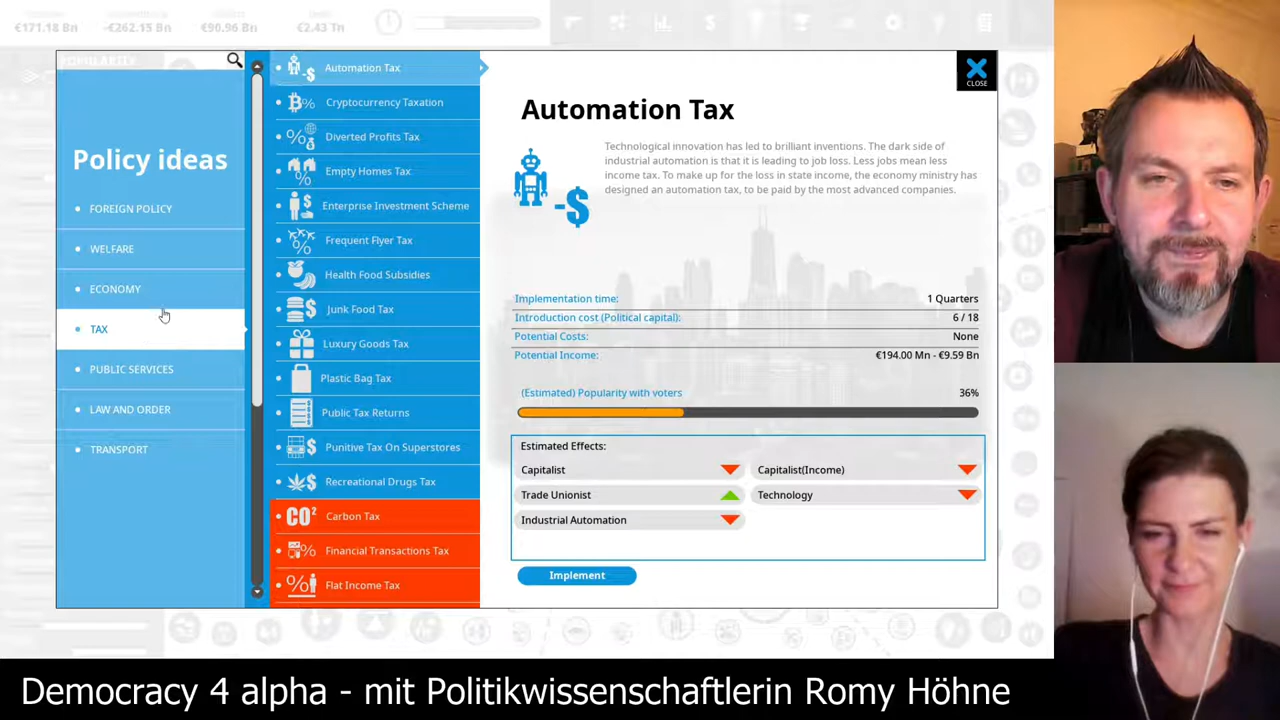 €171.18 Bn
-€262.15 Bn
€90.96 Bn
€2.43 Tn
Policy ideas
FOREIGN POLICY
WELFARE
ECONOMY
TAX
PUBLIC SERVICES
LAW AND ORDER
TRANSPORT
Automation Tax
Cryptocurrency Taxation
Diverted Profits Tax
Empty Homes Tax
Enterprise Investment Scheme
Frequent Flyer Tax
Health Food Subsidies
Junk Food Tax
Luxury Goods Tax
Plastic Bag Tax
Public Tax Returns
Punitive Tax On Superstores
Recreational Drugs Tax
CO² Carbon Tax
Financial Transactions Tax
Flat Income Tax
CLOSE
Automation Tax
Technological innovation has led to brilliant inventions. The dark side of
industrial automation is that it is leading to job loss. Less jobs mean less
income tax. To make up for the loss in state income, the economy ministry has
designed an automation tax, to be paid by the most advanced companies.
Implementation time: 1 Quarters
Introduction cost (Political capital): 6 / 18
Potential Costs: None
Potential Income: €194.00 Mn - €9.59 Bn
(Estimated) Popularity with voters 36%
Estimated Effects:
Capitalist Capitalist(Income)
Trade Unionist Technology
Industrial Automation
Implement
Democracy 4 alpha - mit Politikwissenschaftlerin Romy Höhne